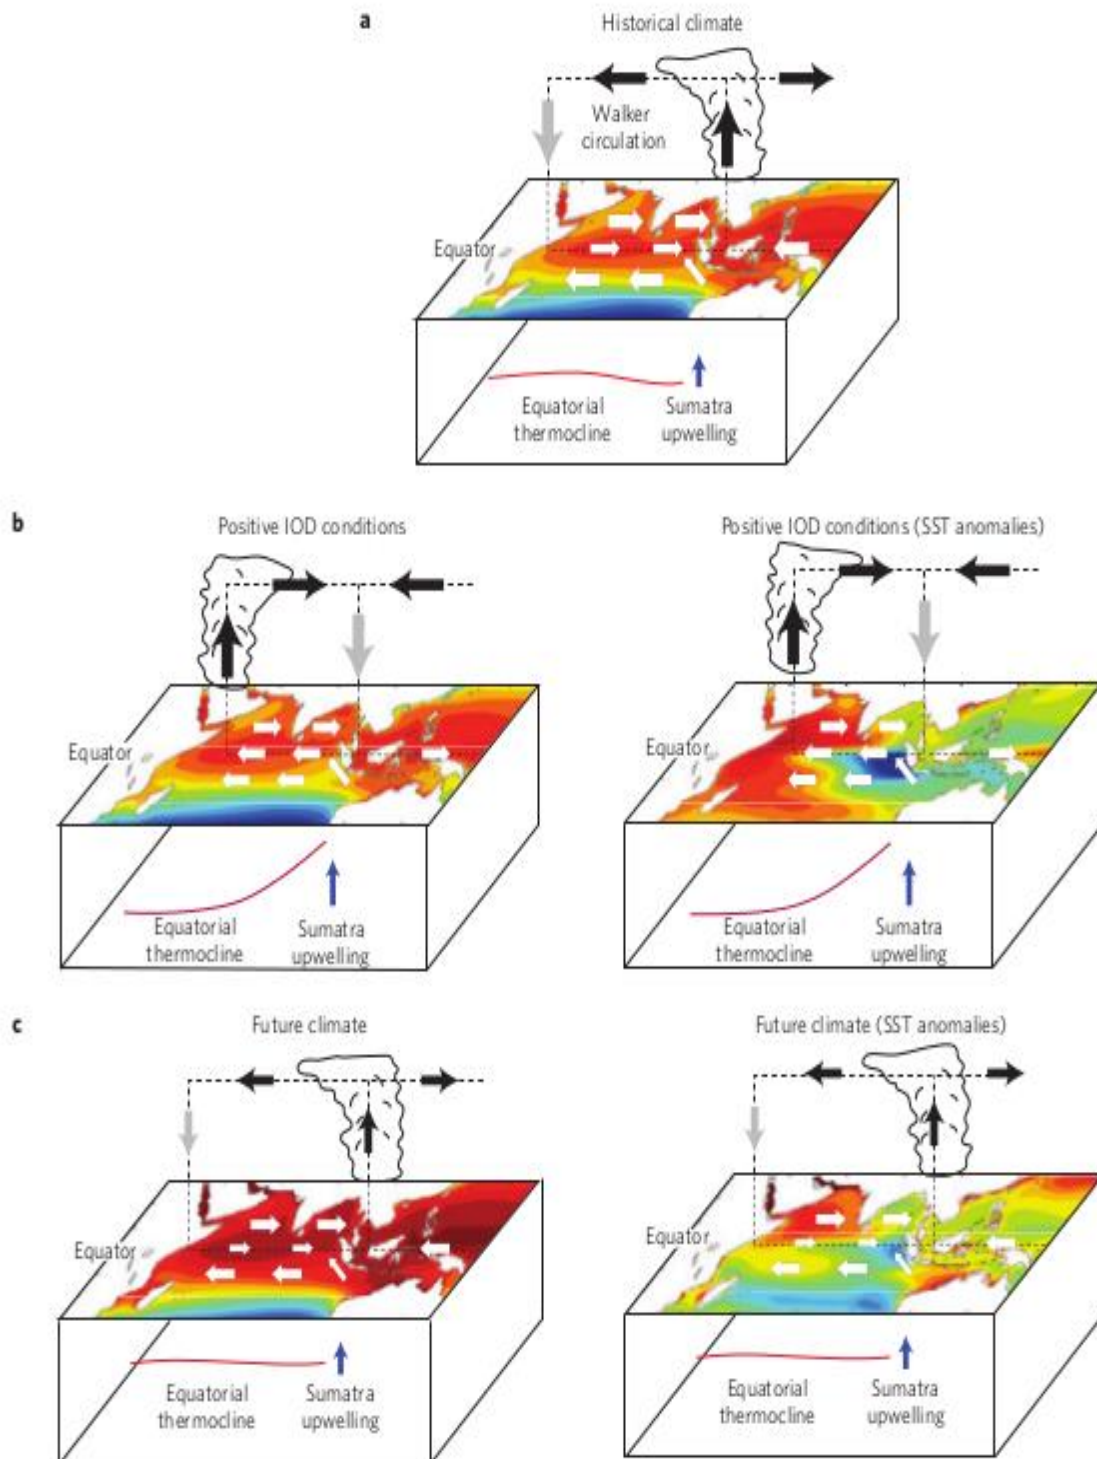 a
Historical climate
Walker
circulation
Equator
Equatorial
thermocline
Sumatra
upwelling
b
Positive IOD conditions
Equator
Equatorial
thermocline
Sumatra
upwelling
Positive IOD conditions (SST anomalies)
Equator
Equatorial
thermocline
Sumatra
upwelling
c
Future climate
Equator
Equatorial
thermocline
Sumatra
upwelling
Future climate (SST anomalies)
Equator
Equatorial
thermocline
Sumatra
upwelling